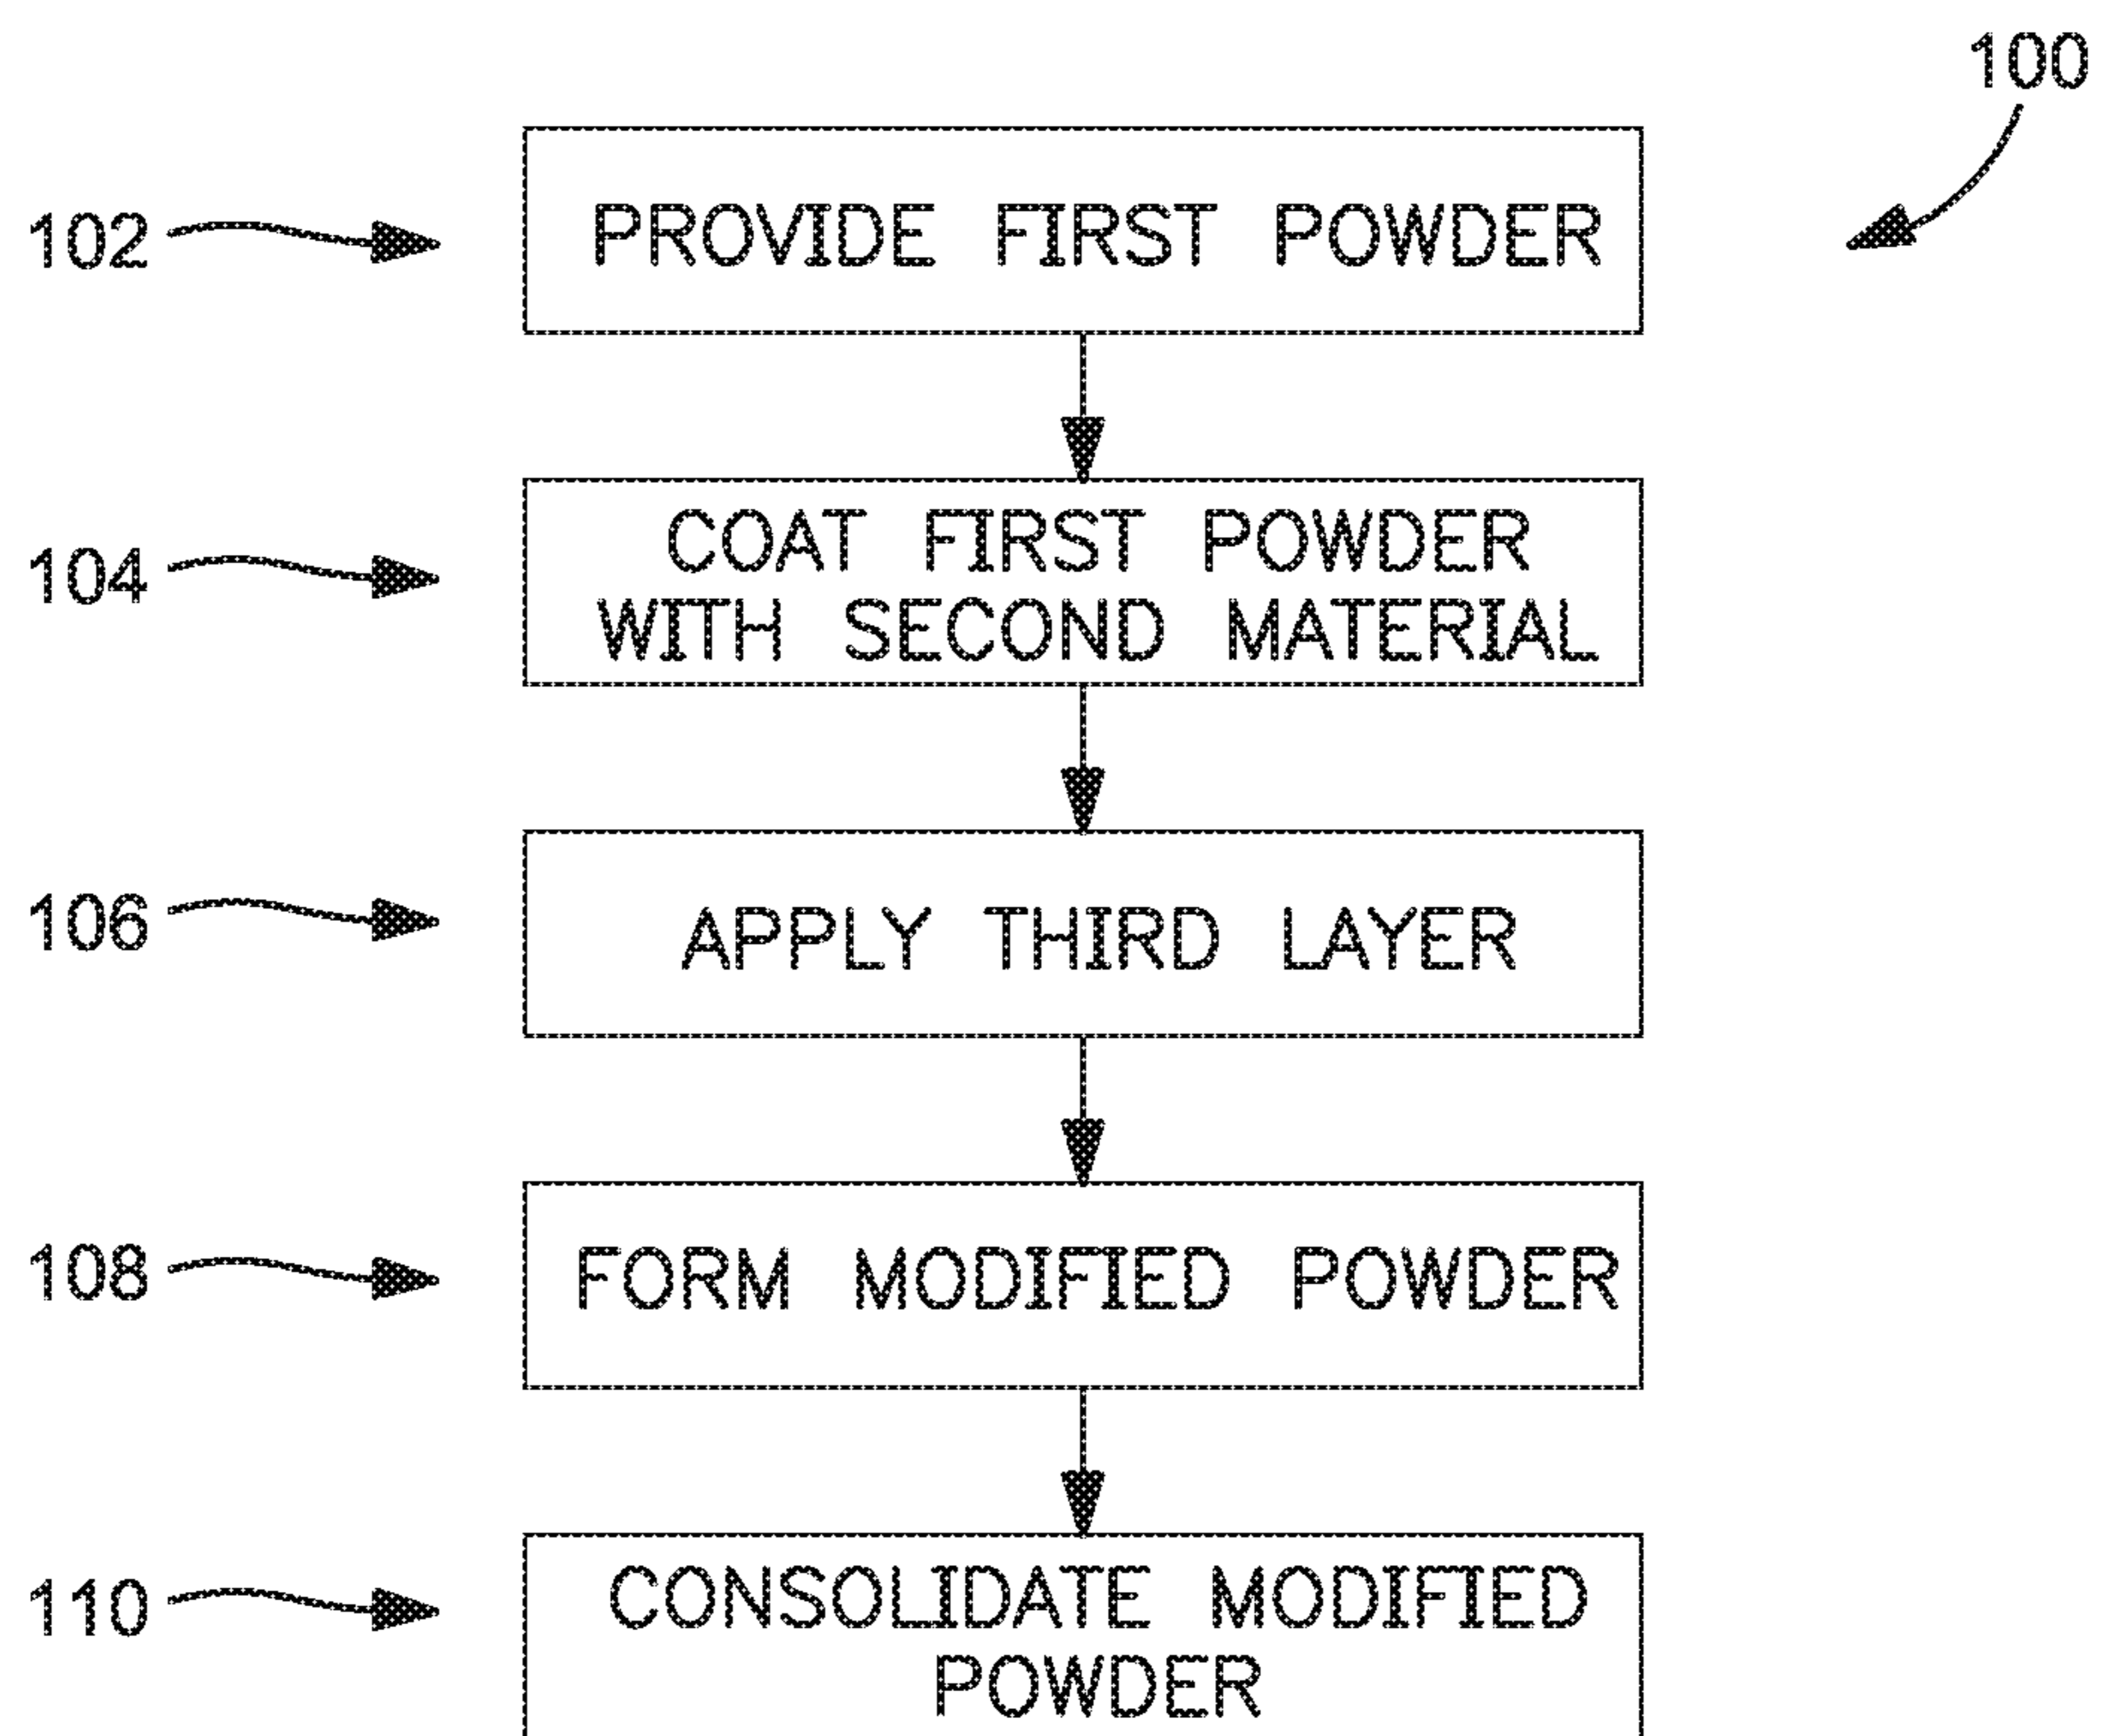 100
102
PROVIDE FIRST POWDER
104
COAT FIRST POWDER
WITH SECOND MATERIAL
106
APPLY THIRD LAYER
108
FORM MODIFIED POWDER
110
CONSOLIDATE MODIFIED
POWDER